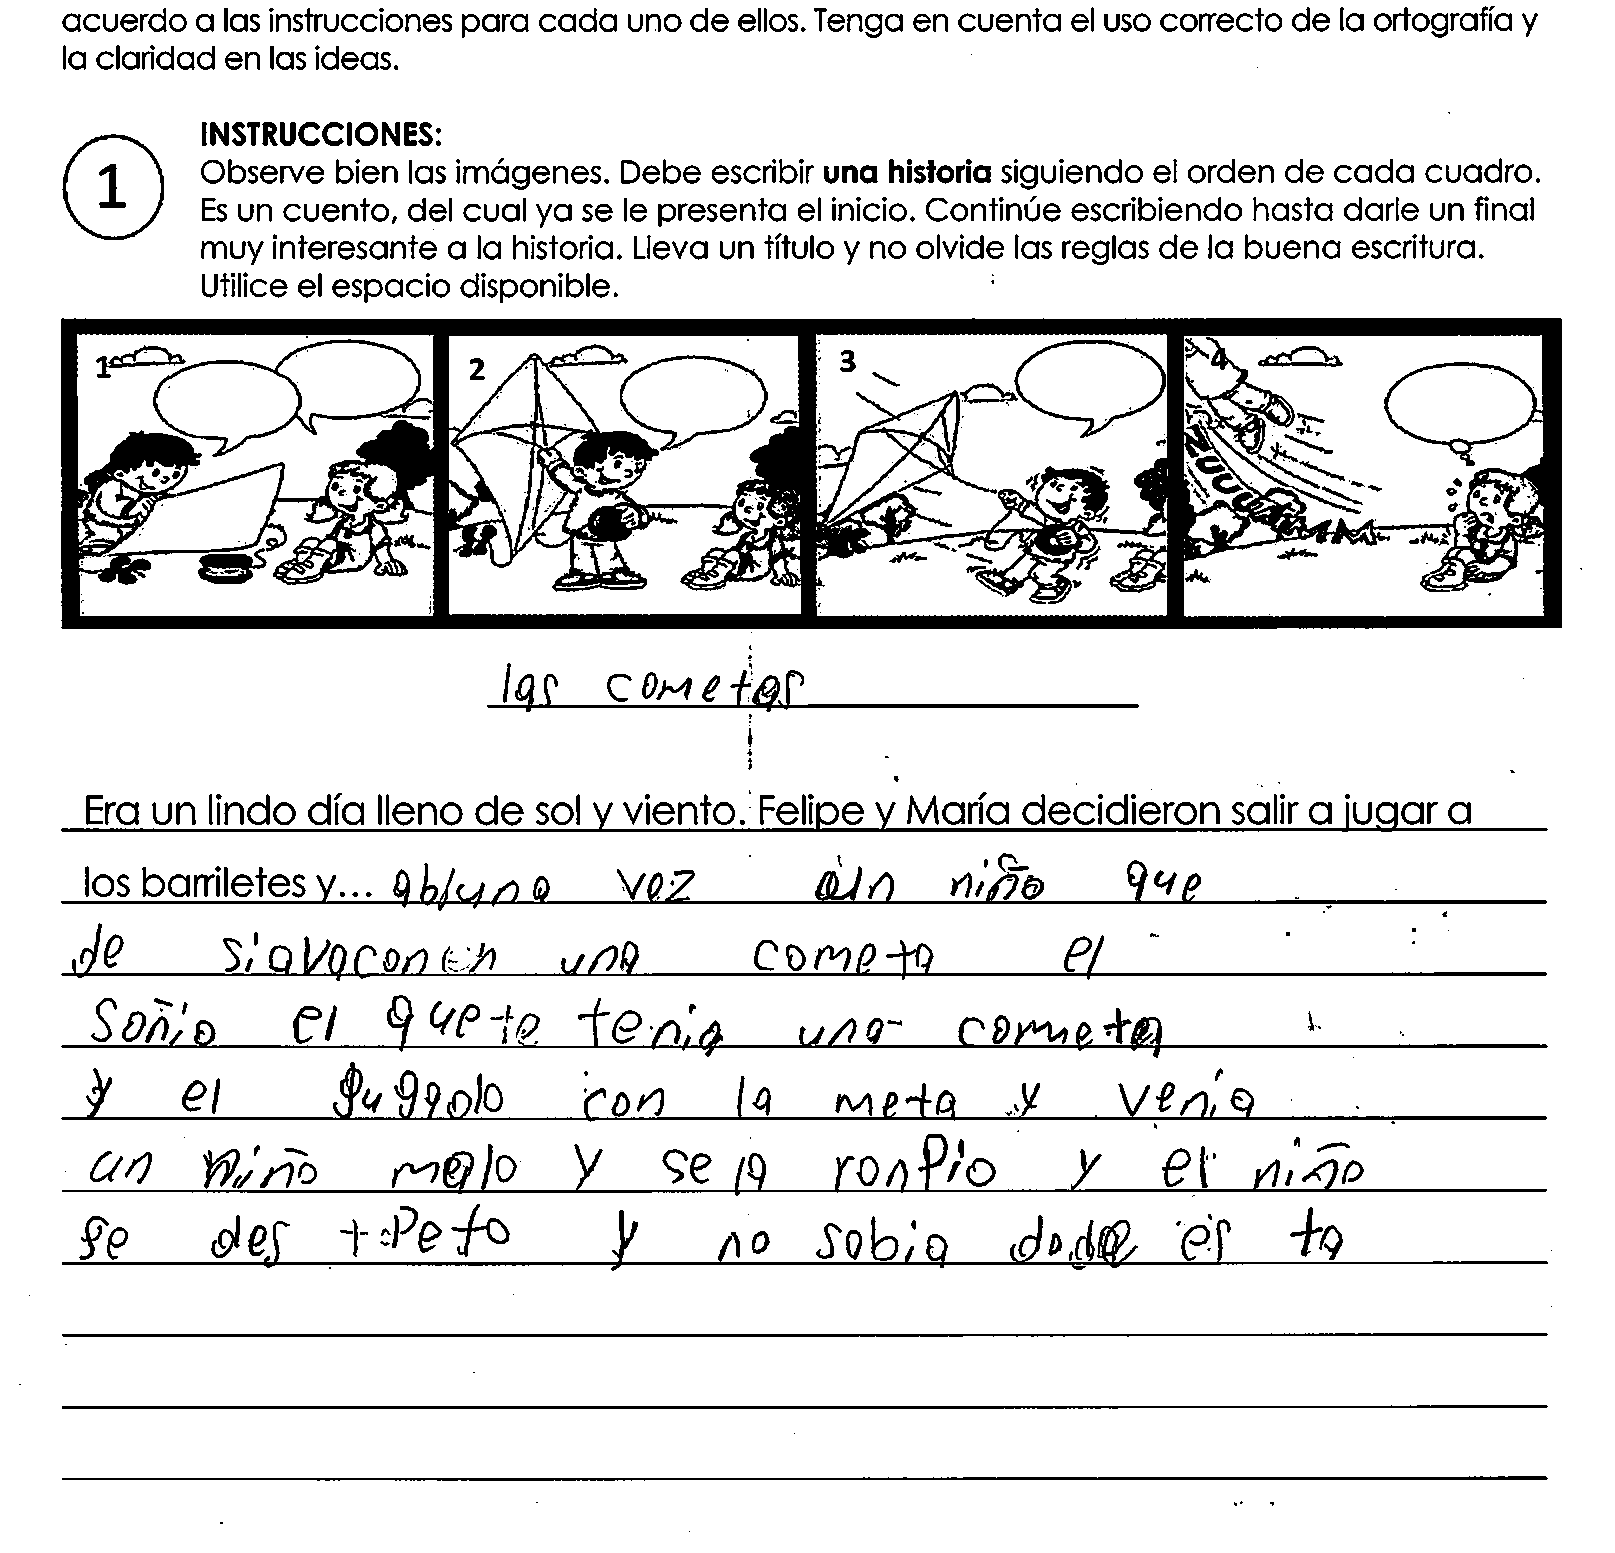 acuerdo a las instrucciones para cada uno de ellos. Tenga en cuenta el uso correcto de la ortografía y
la claridad en las ideas.
1
INSTRUCCIONES:
Observe bien las imágenes. Debe escribir una historia siguiendo el orden de cada cuadro.
Es un cuento, del cual ya se le presenta el inicio. Continúe escribiendo hasta darle un final
muy interesante a la historia. Lleva un título y no olvide las reglas de la buena escritura.
Utilice el espacio disponible.
1 2 3 4
ZUUUUMMM
las cometas
Era un lindo día lleno de sol y viento. Felipe y María decidieron salir a jugar a
los barriletes y... abíuna vez un niño que
de siavaconen una cometa el
soñio el quete tenia una cometa
y el juggolo con la meta y venia
un niño malo y se la ronpio y el niño
se des peto y no sabia dode es ta